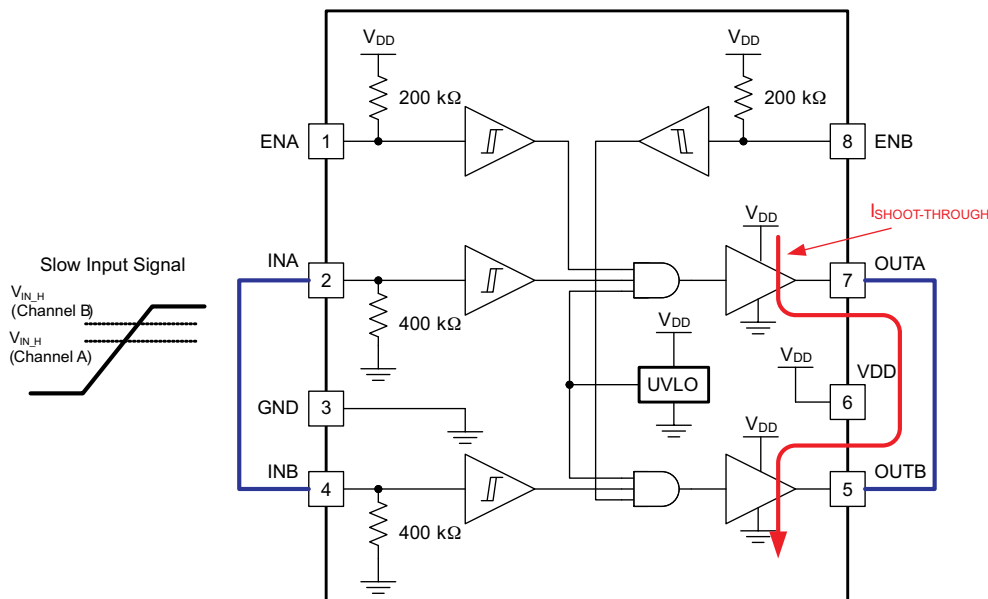 VDD
VDD
200 kΩ
200 kΩ
ENA
1
8
ENB
ISHOOT-THROUGH
VDD
Slow Input Signal
INA
2
7
OUTA
VIN_H
(Channel B)
VIN_H
(Channel A)
400 kΩ
VDD
VDD
VDD
UVLO
GND
3
6
VDD
INB
4
5
OUTB
400 kΩ